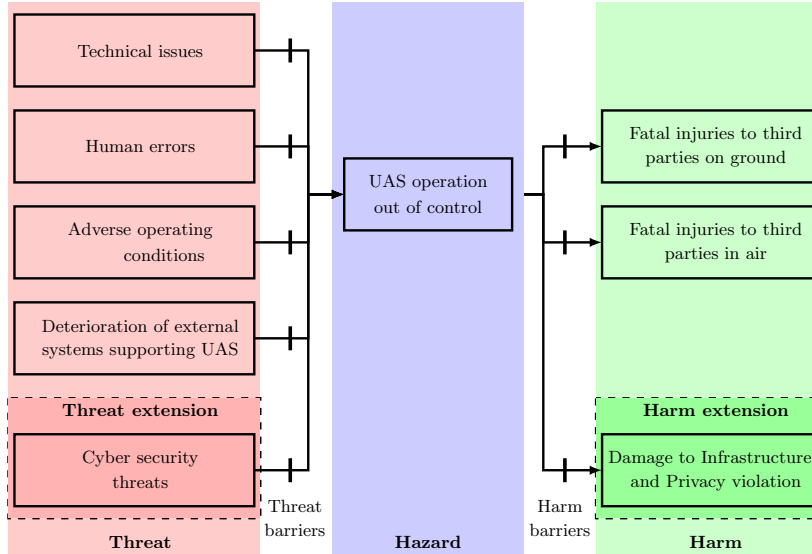 Technical issues
Human errors
Adverse operating
conditions
Deterioration of external
systems supporting UAS
Threat extension
Cyber security
threats
Threat
Threat
barriers
UAS operation
out of control
Hazard
Harm
barriers
Fatal injuries to third
parties on ground
Fatal injuries to third
parties in air
Harm extension
Damage to Infrastructure
and Privacy violation
Harm